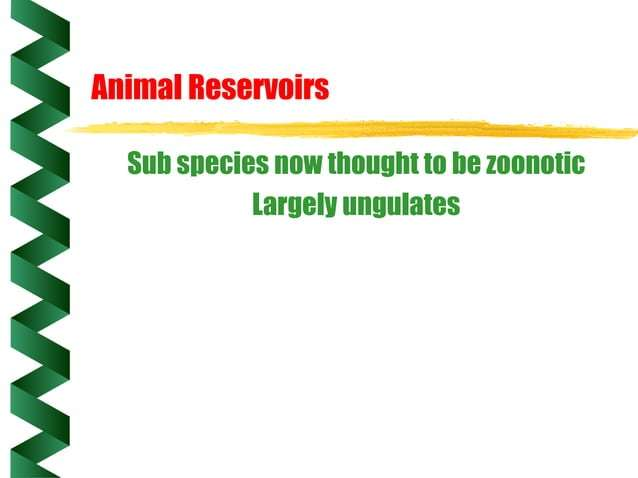 Animal Reservoirs
Sub species now thought to be zoonotic
Largely ungulates